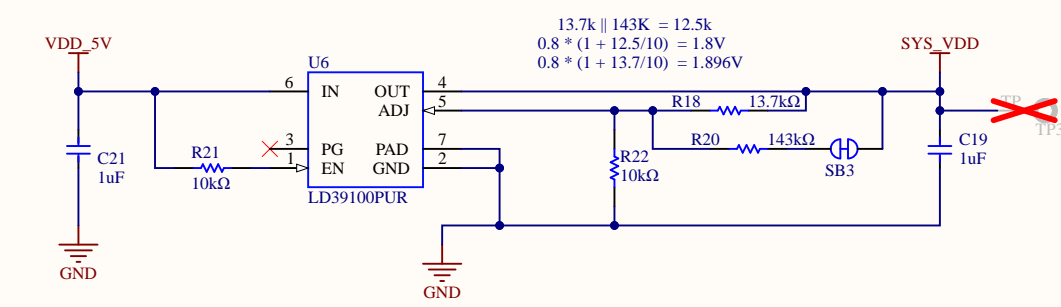 13.7k || 143K = 12.5k
0.8 * (1 + 12.5/10) = 1.8V
0.8 * (1 + 13.7/10) = 1.896V
VDD_5V
SYS_VDD
U6
6
IN
OUT
4
ADJ
5
R18
13.7kΩ
TP
TP3
3
PG
PAD
7
R20
143kΩ
C19
1uF
C21
1uF
R21
10kΩ
1
EN
GND
2
R22
10kΩ
SB3
LD39100PUR
GND
GND